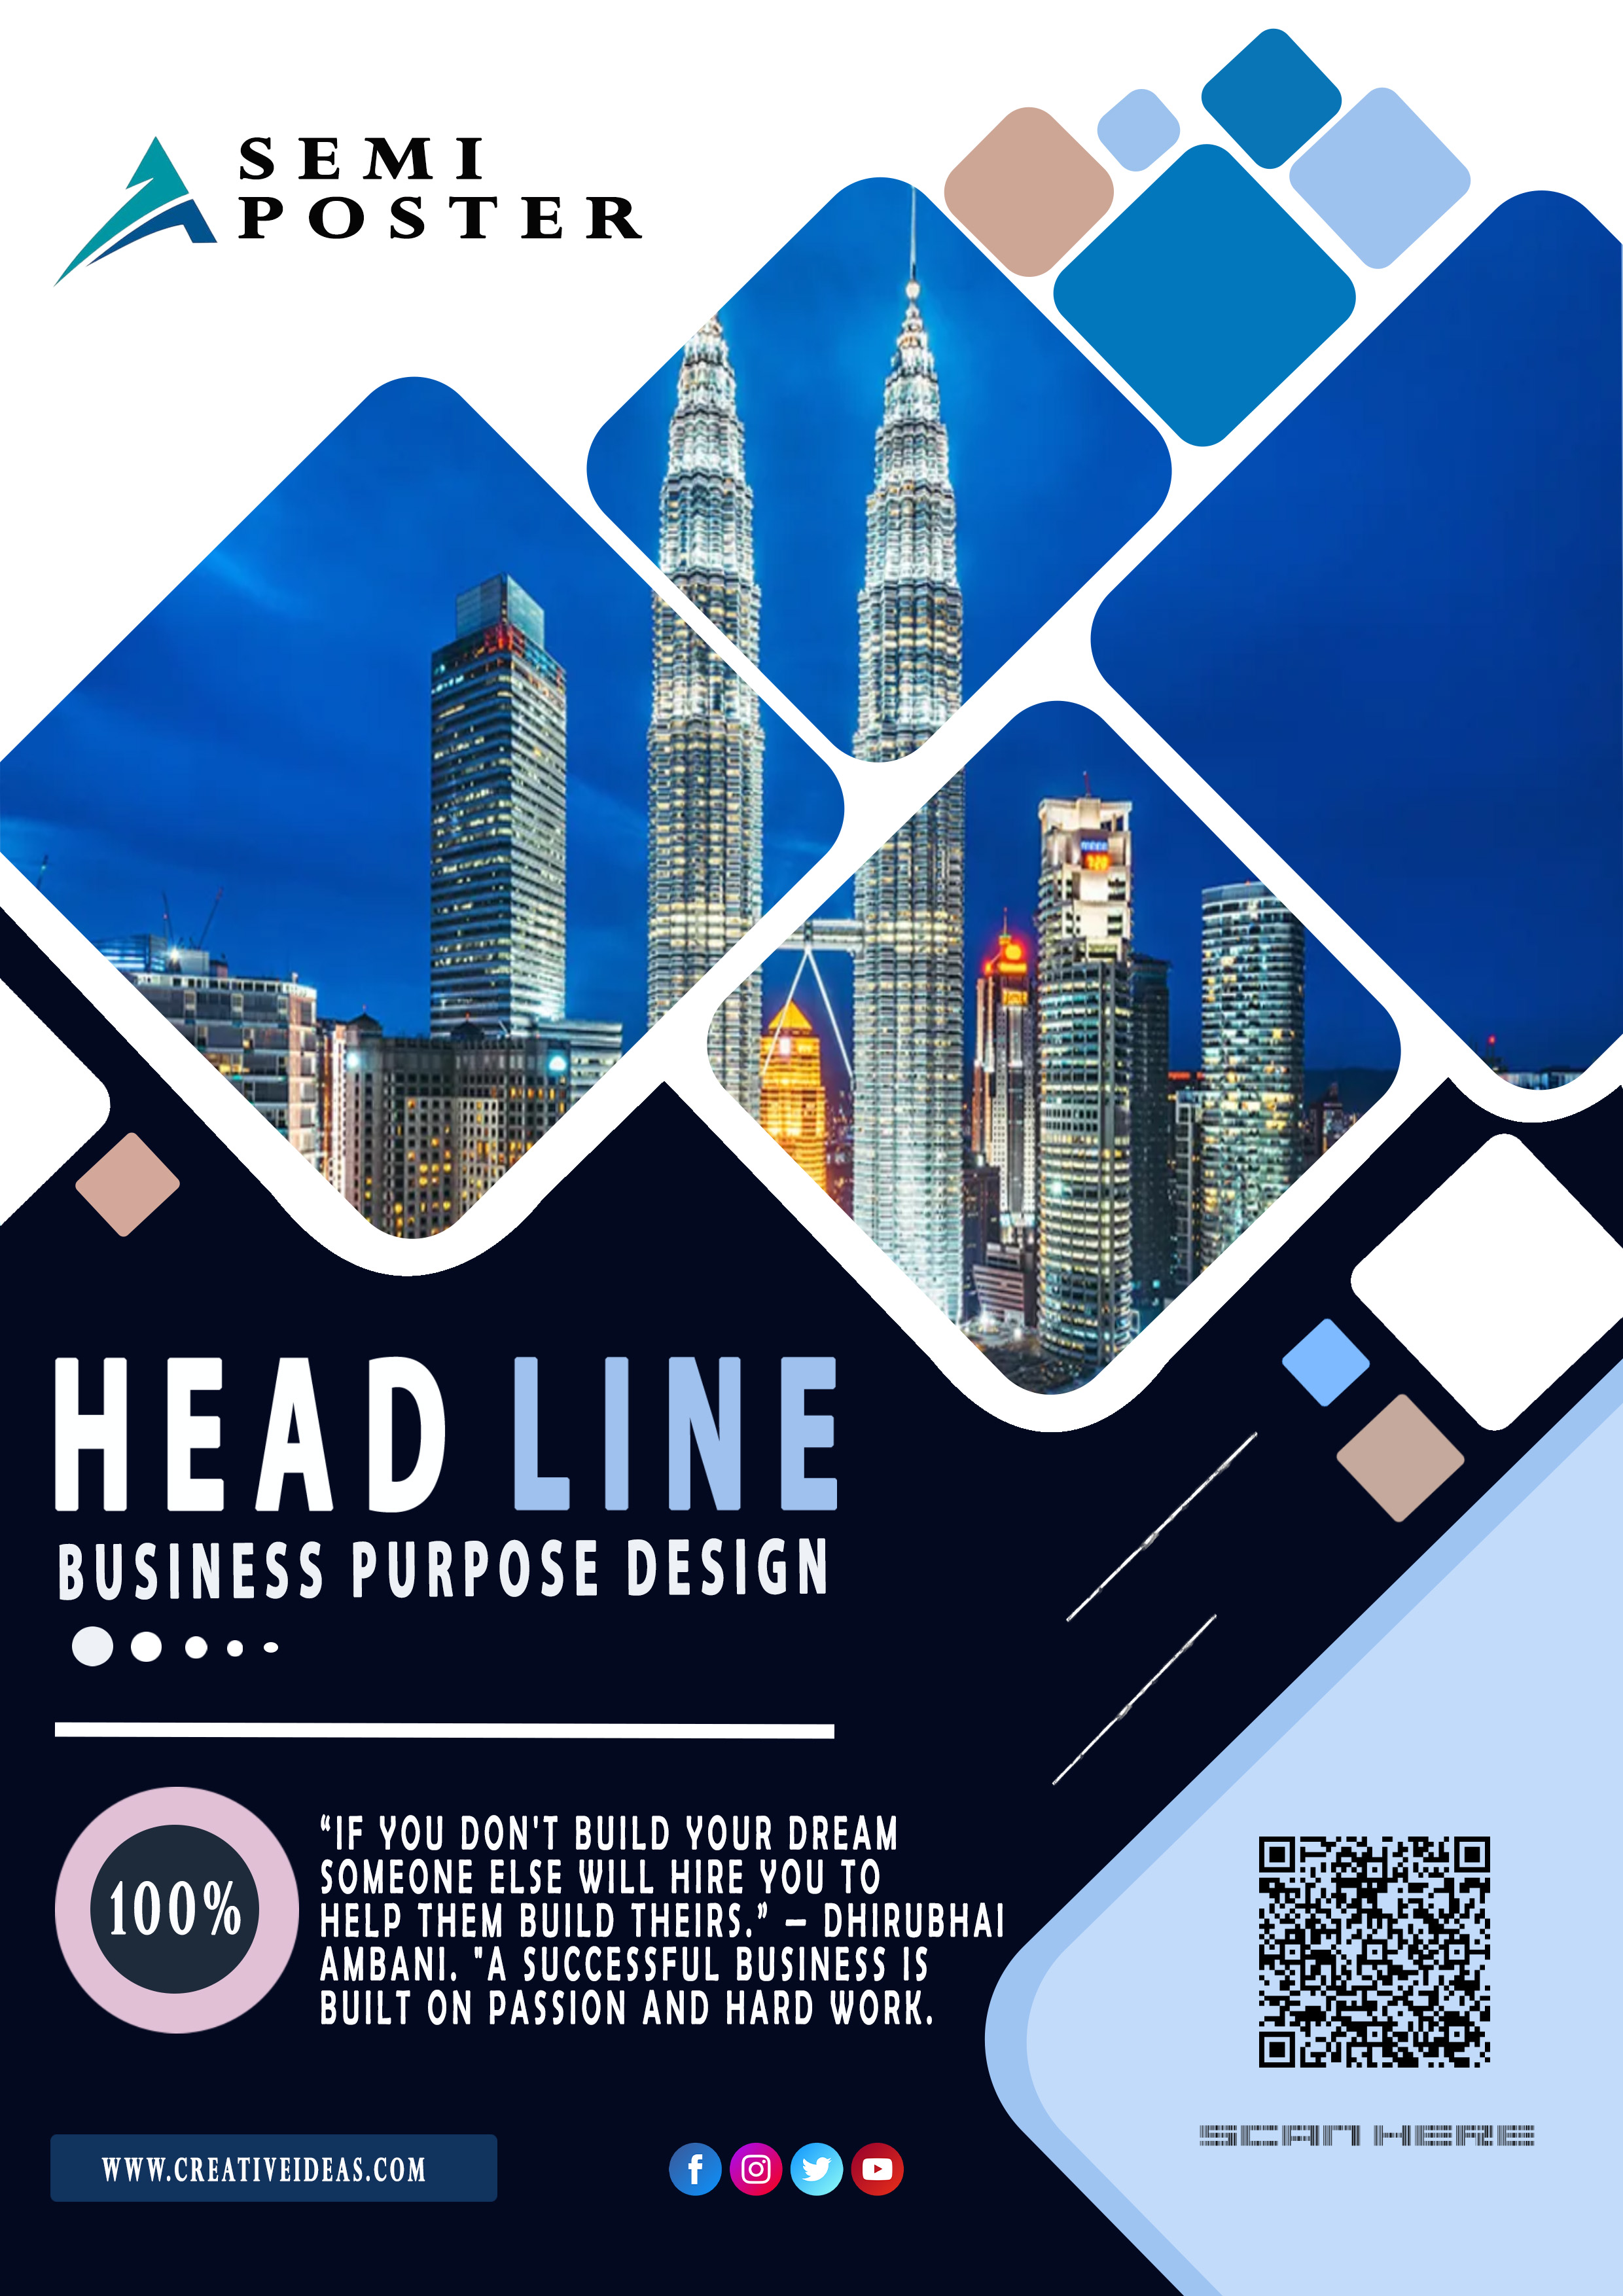 SEMI
POSTER
HEAD LINE
BUSINESS PURPOSE DESIGN
100%
“IF YOU DON'T BUILD YOUR DREAM
SOMEONE ELSE WILL HIRE YOU TO
HELP THEM BUILD THEIRS.” – DHIRUBHAI
AMBANI. "A SUCCESSFUL BUSINESS IS
BUILT ON PASSION AND HARD WORK.
SCAN HERE
WWW.CREATIVEIDEAS.COM